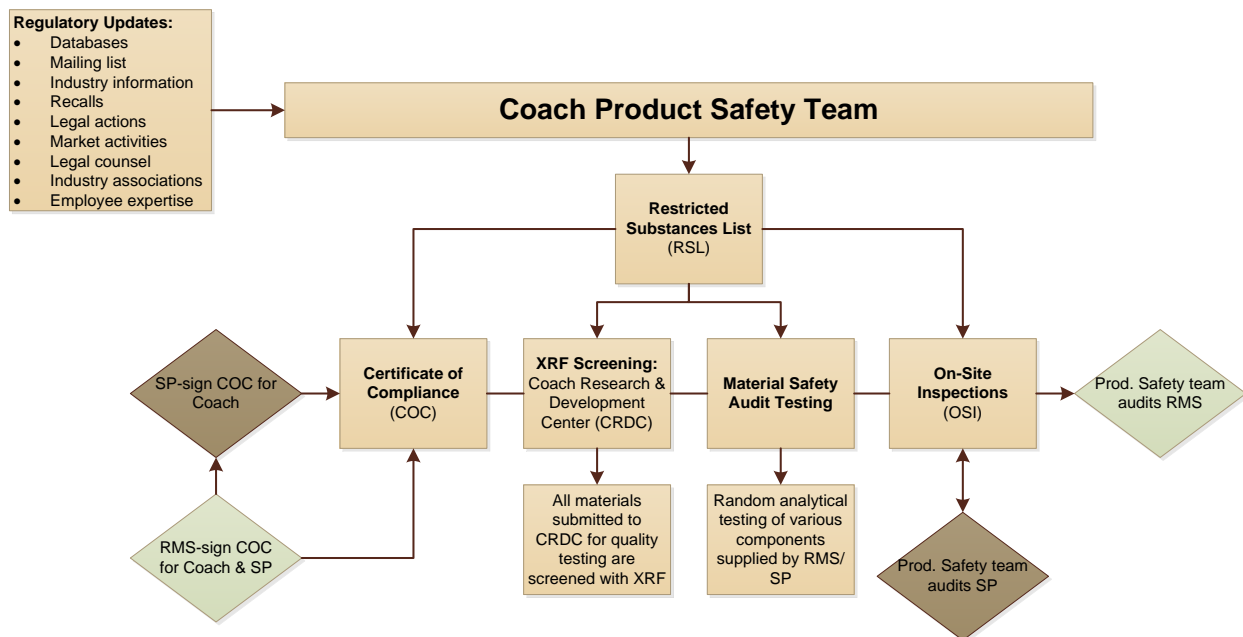 Regulatory Updates:
• Databases
• Mailing list
• Industry information
• Recalls
• Legal actions
• Market activities
• Legal counsel
• Industry associations
• Employee expertise
Coach Product Safety Team
Restricted
Substances List
(RSL)
SP-sign COC for
Coach
Certificate of
Compliance
(COC)
XRF Screening:
Coach Research &
Development
Center (CRDC)
Material Safety
Audit Testing
On-Site
Inspections
(OSI)
Prod. Safety team
audits RMS
RMS-sign COC
for Coach & SP
All materials
submitted to
CRDC for quality
testing are
screened with XRF
Random analytical
testing of various
components
supplied by RMS/
SP
Prod. Safety team
audits SP